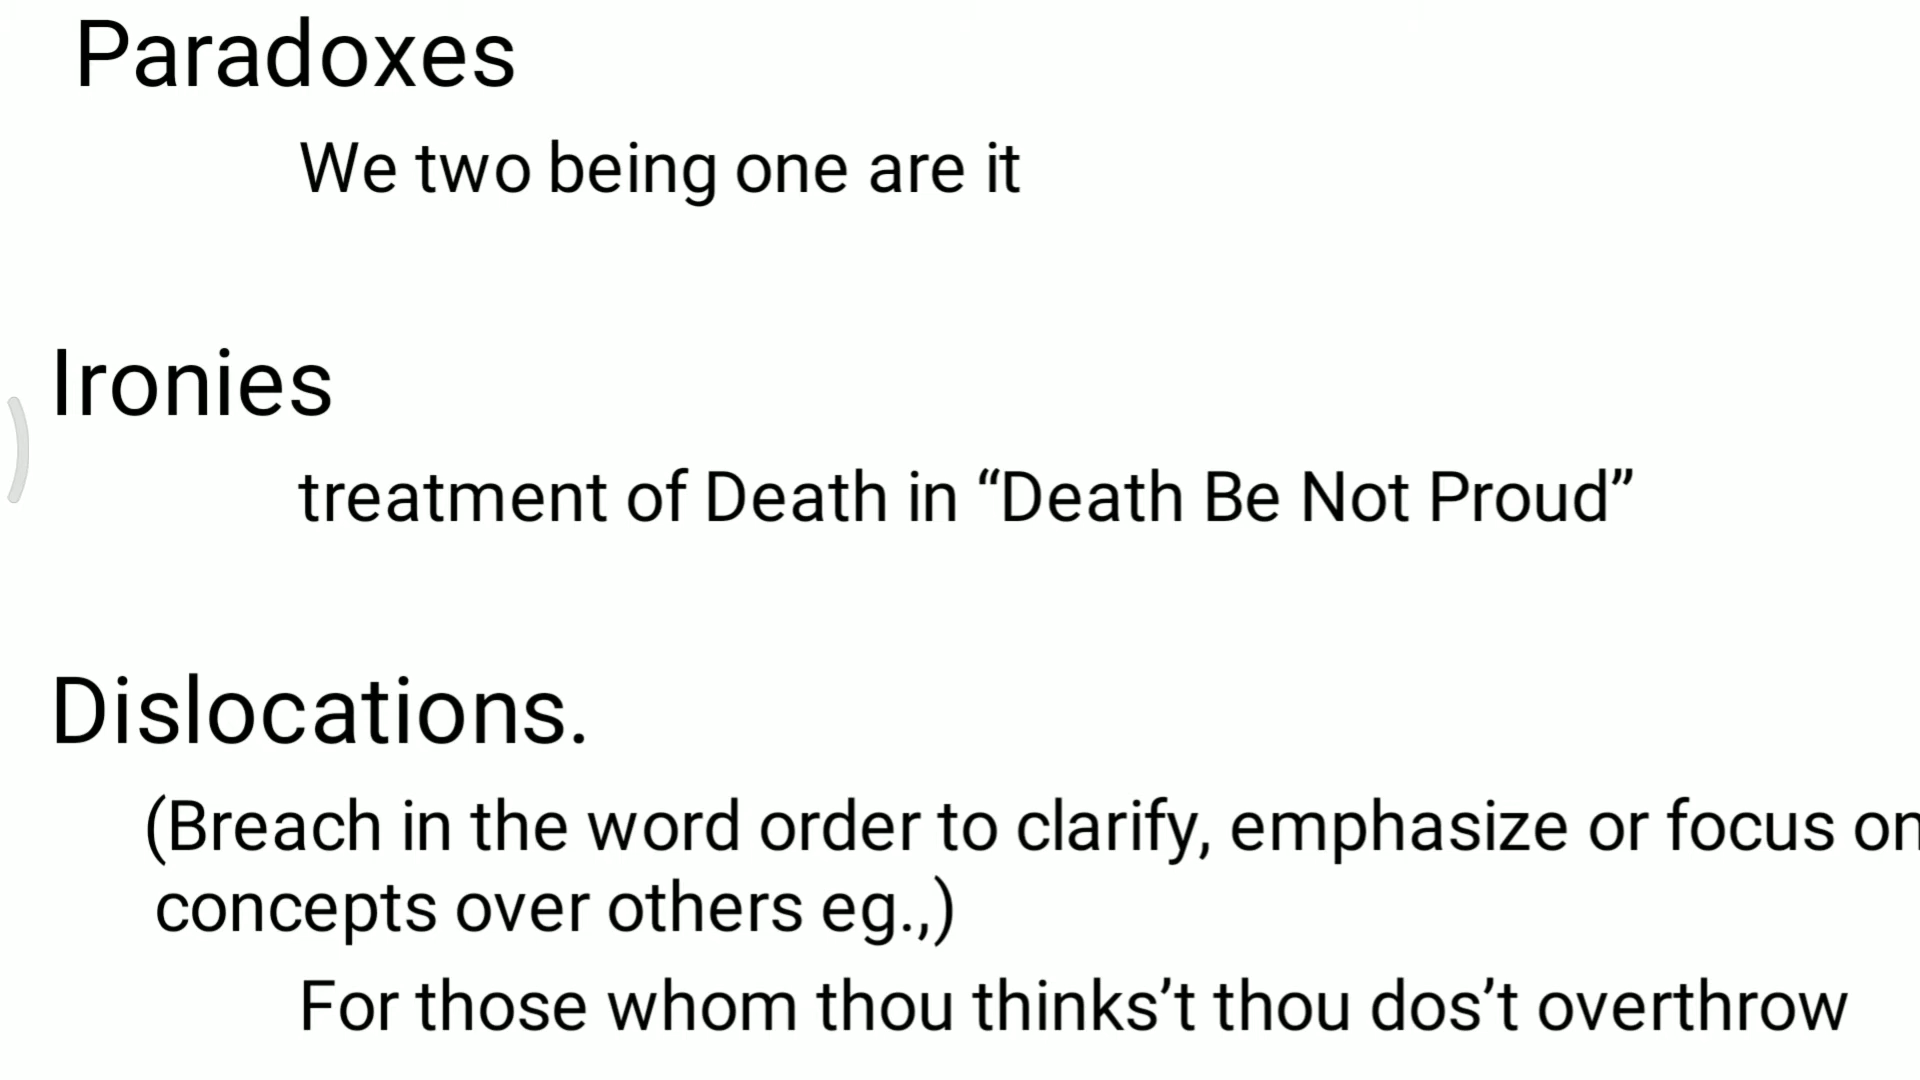 Paradoxes
We two being one are it
Ironies
treatment of Death in “Death Be Not Proud”
Dislocations.
(Breach in the word order to clarify, emphasize or focus on
concepts over others eg.,)
For those whom thou thinks’t thou dos’t overthrow